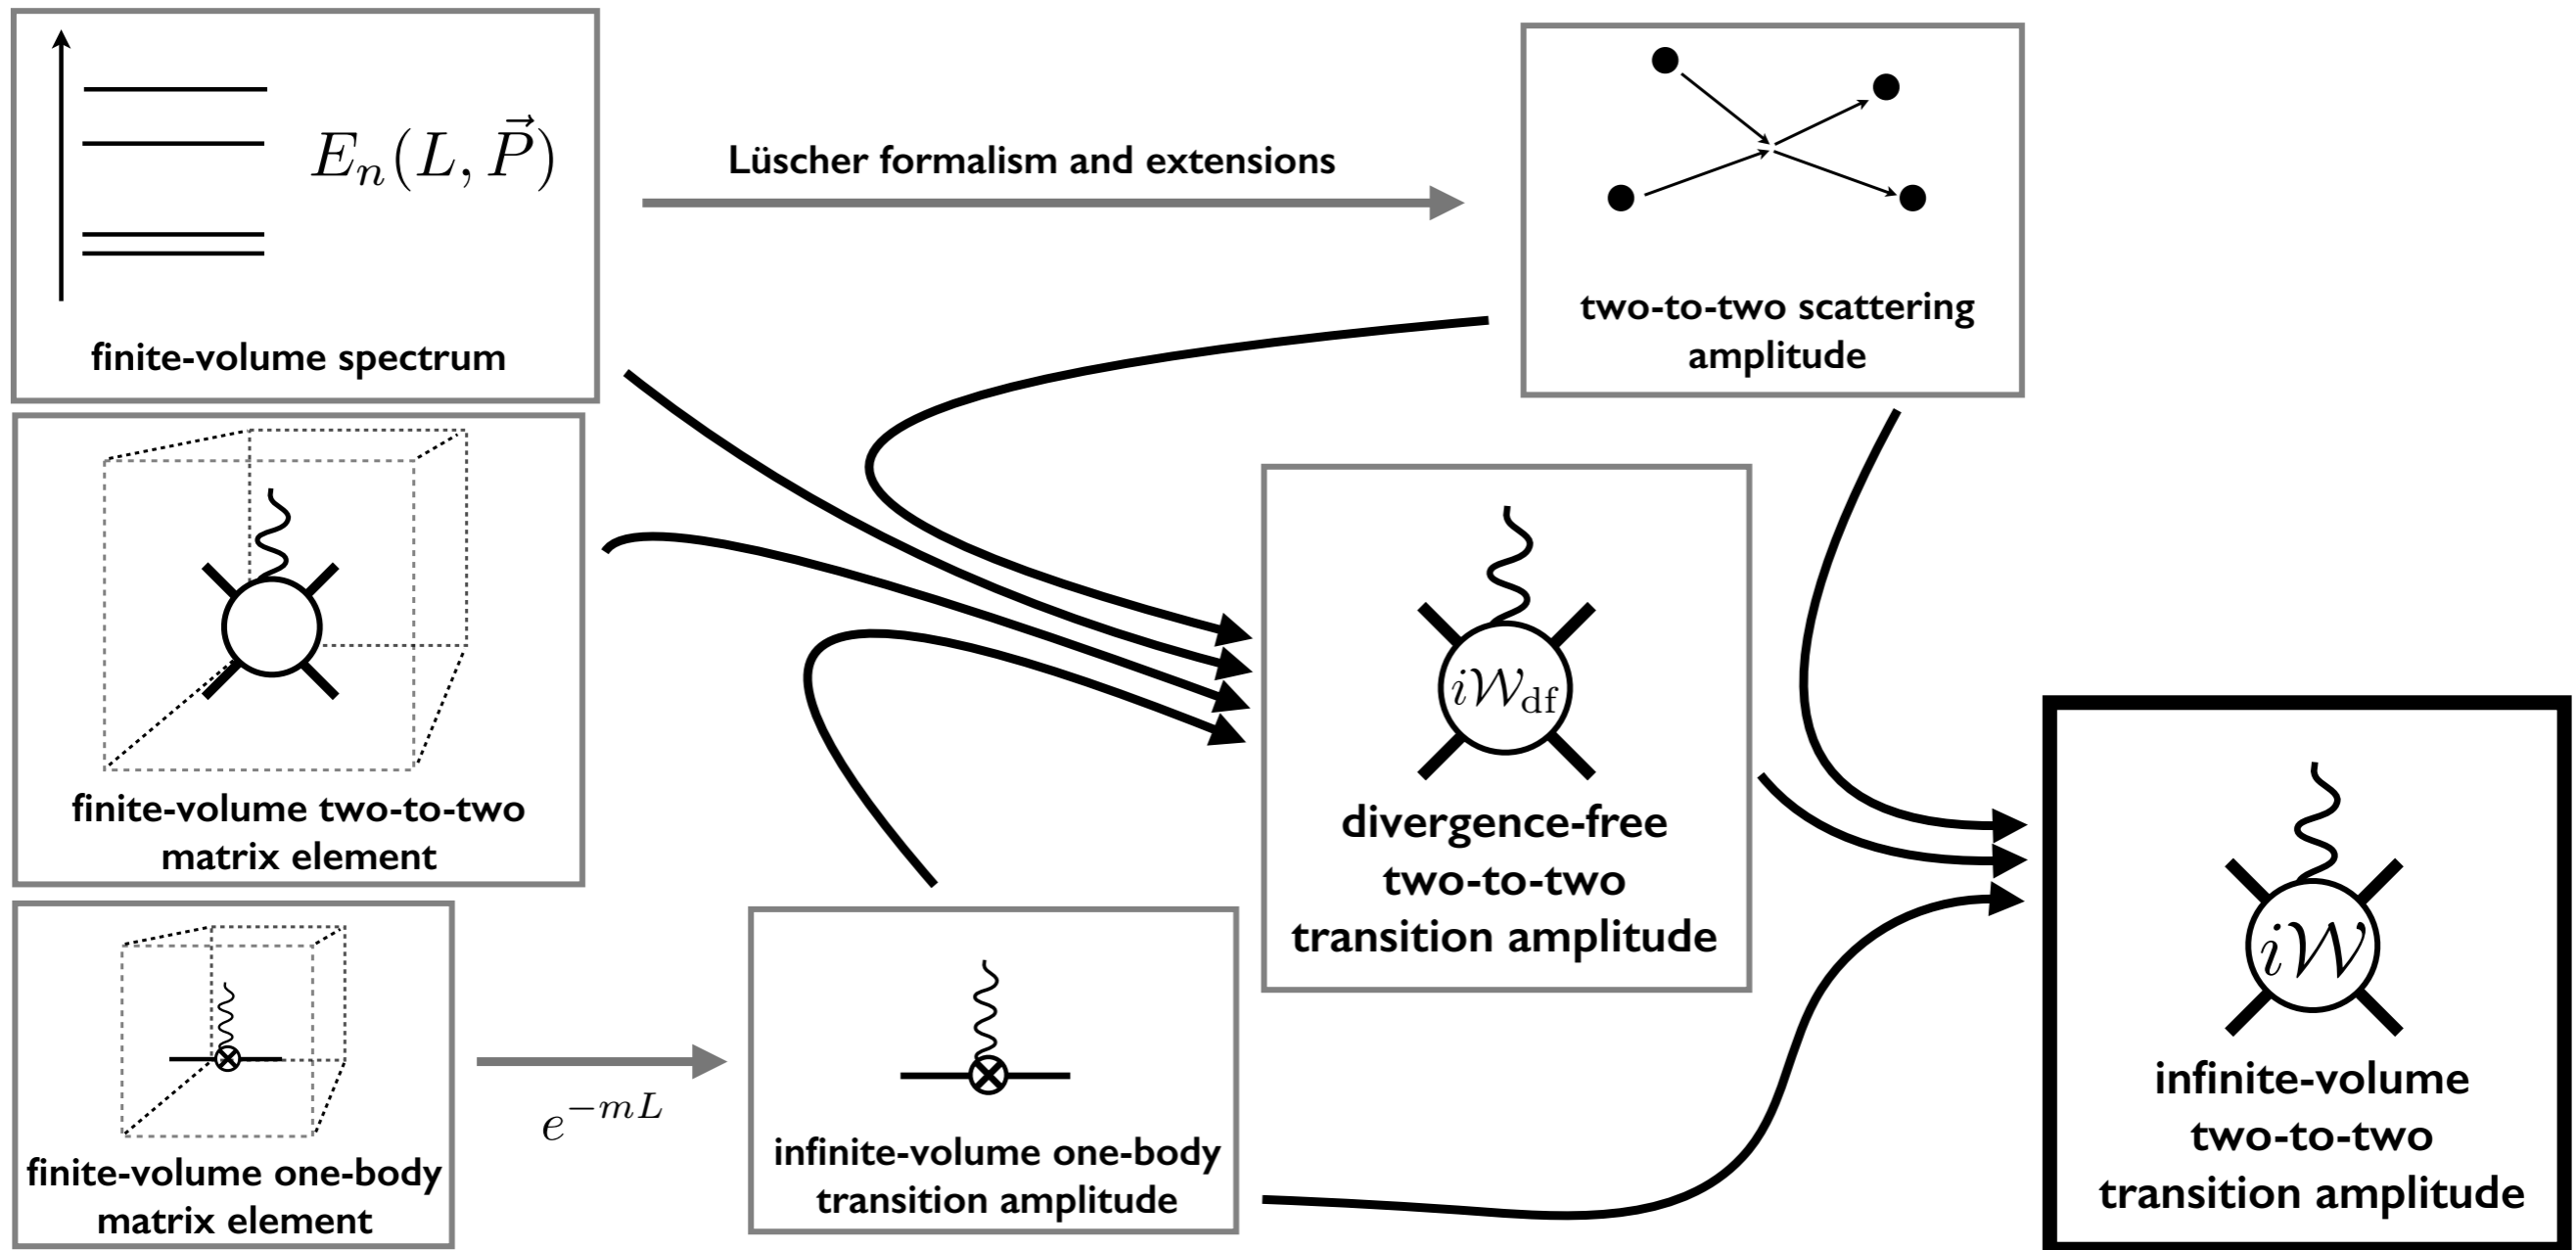 E_n(L, \vec{P})
finite-volume spectrum
Lüscher formalism and extensions
two-to-two scattering
amplitude
finite-volume two-to-two
matrix element
i𝒲_df
divergence-free
two-to-two
transition amplitude
finite-volume one-body
matrix element
e^{-mL}
infinite-volume one-body
transition amplitude
i𝒲
infinite-volume
two-to-two
transition amplitude